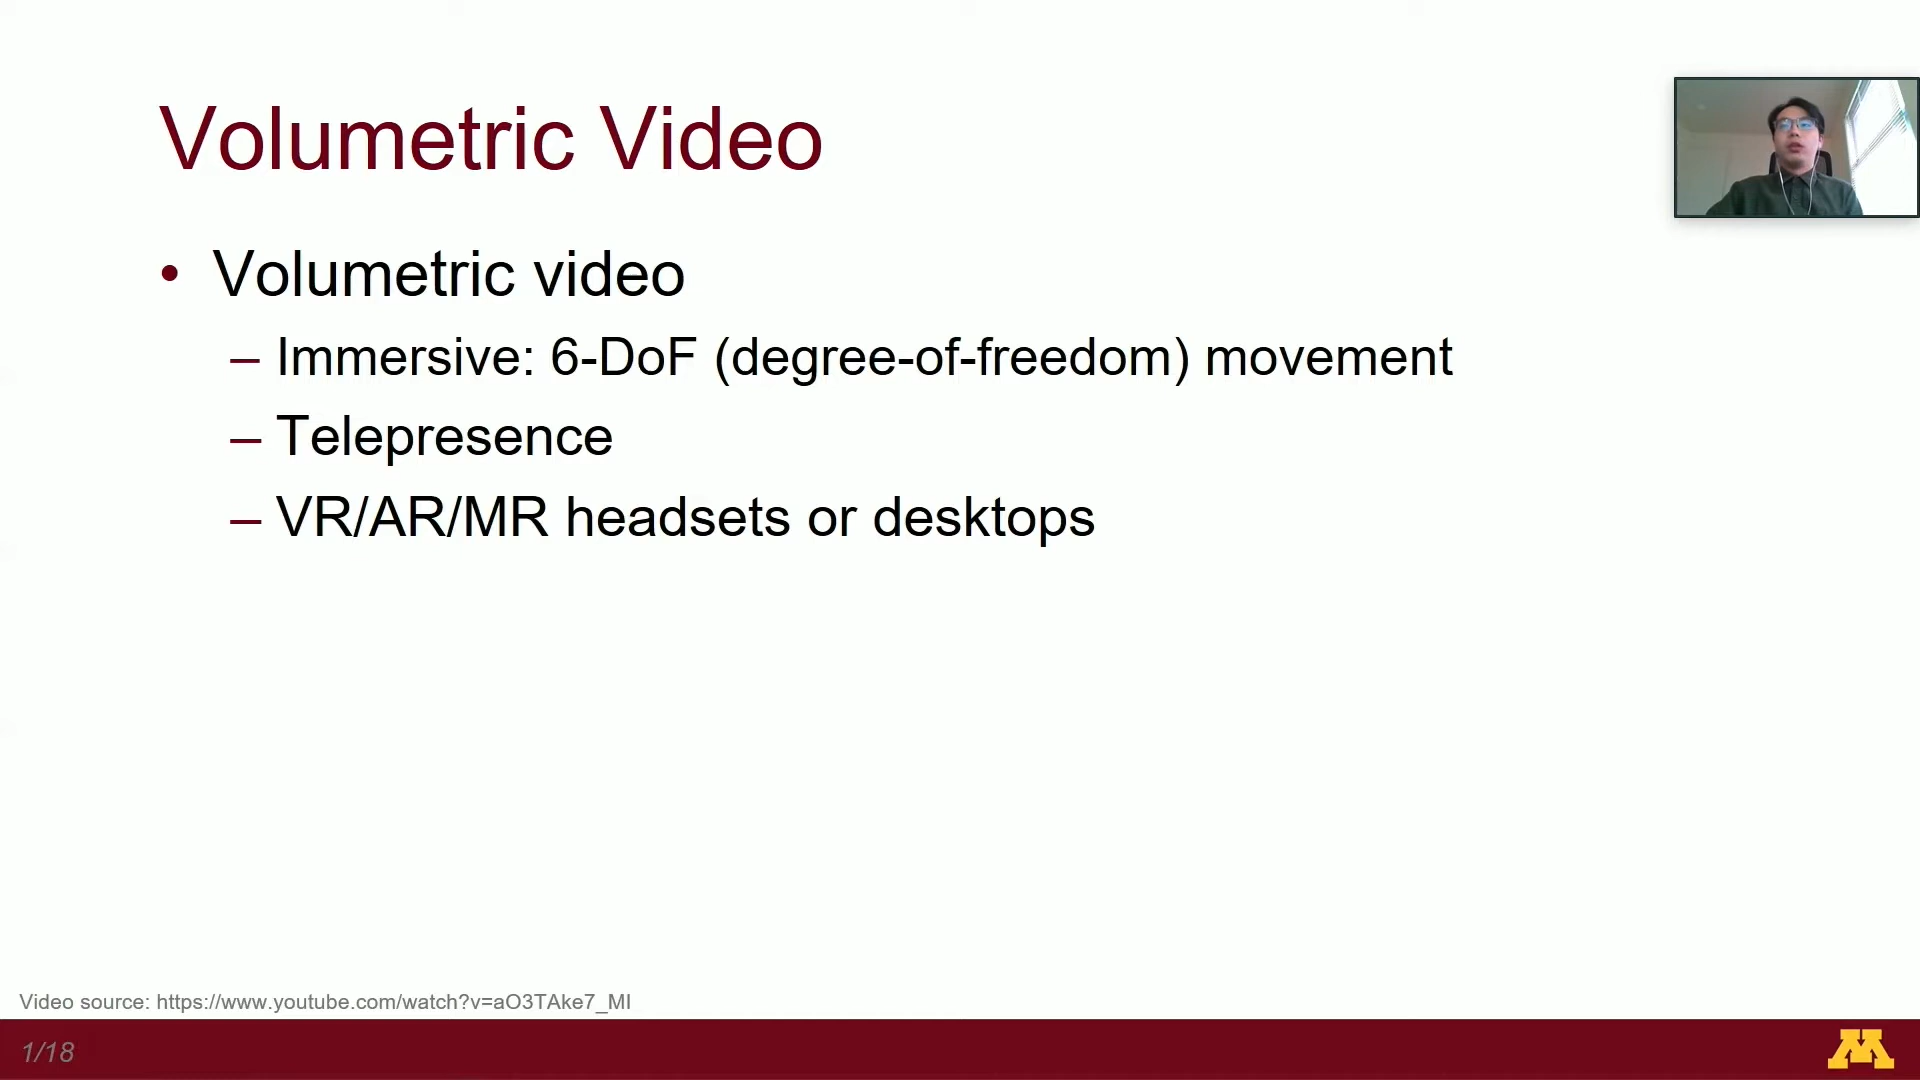 Volumetric Video
• Volumetric video
– Immersive: 6-DoF (degree-of-freedom) movement
– Telepresence
– VR/AR/MR headsets or desktops
Video source: https://www.youtube.com/watch?v=aO3TAke7_MI
1/18
M